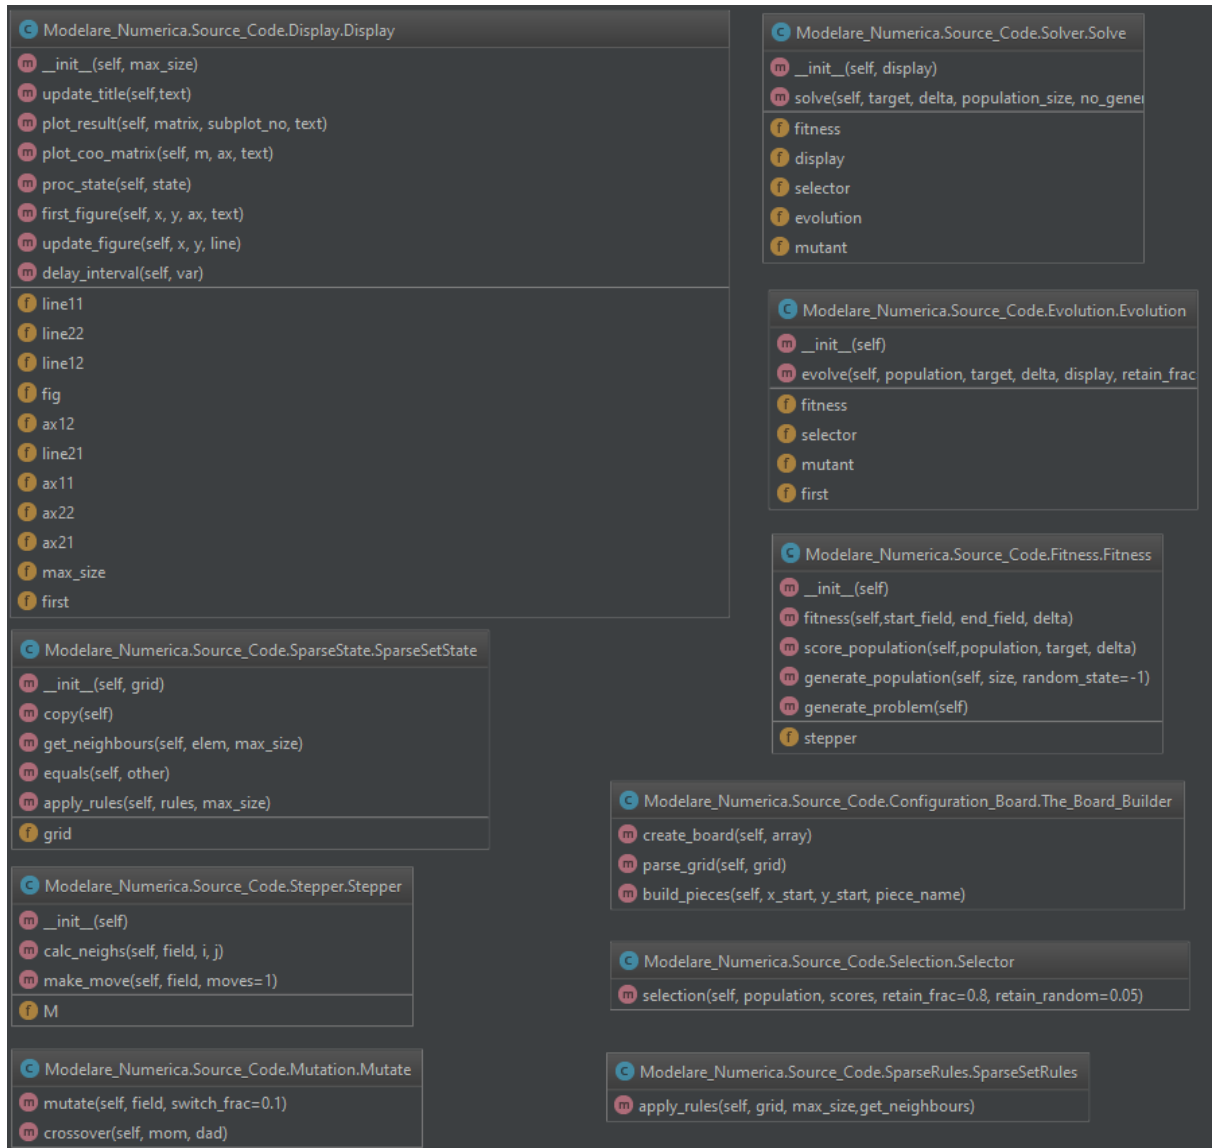 Modelare_Numerica.Source_Code.Display.Display
__init__(self, max_size)
update_title(self,text)
plot_result(self, matrix, subplot_no, text)
plot_coo_matrix(self, m, ax, text)
proc_state(self, state)
first_figure(self, x, y, ax, text)
update_figure(self, x, y, line)
delay_interval(self, var)
line11
line22
line12
fig
ax12
line21
ax11
ax22
ax21
max_size
first
Modelare_Numerica.Source_Code.SparseState.SparseSetState
__init__(self, grid)
copy(self)
get_neighbours(self, elem, max_size)
equals(self, other)
apply_rules(self, rules, max_size)
grid
Modelare_Numerica.Source_Code.Stepper.Stepper
__init__(self)
calc_neighs(self, field, i, j)
make_move(self, field, moves=1)
M
Modelare_Numerica.Source_Code.Mutation.Mutate
mutate(self, field, switch_frac=0.1)
crossover(self, mom, dad)
Modelare_Numerica.Source_Code.Solver.Solve
__init__(self, display)
solve(self, target, delta, population_size, no_gener
fitness
display
selector
evolution
mutant
Modelare_Numerica.Source_Code.Evolution.Evolution
__init__(self)
evolve(self, population, target, delta, display, retain_frac
fitness
selector
mutant
first
Modelare_Numerica.Source_Code.Fitness.Fitness
__init__(self)
fitness(self,start_field, end_field, delta)
score_population(self,population, target, delta)
generate_population(self, size, random_state=-1)
generate_problem(self)
stepper
Modelare_Numerica.Source_Code.Configuration_Board.The_Board_Builder
create_board(self, array)
parse_grid(self, grid)
build_pieces(self, x_start, y_start, piece_name)
Modelare_Numerica.Source_Code.Selection.Selector
selection(self, population, scores, retain_frac=0.8, retain_random=0.05)
Modelare_Numerica.Source_Code.SparseRules.SparseSetRules
apply_rules(self, grid, max_size,get_neighbours)